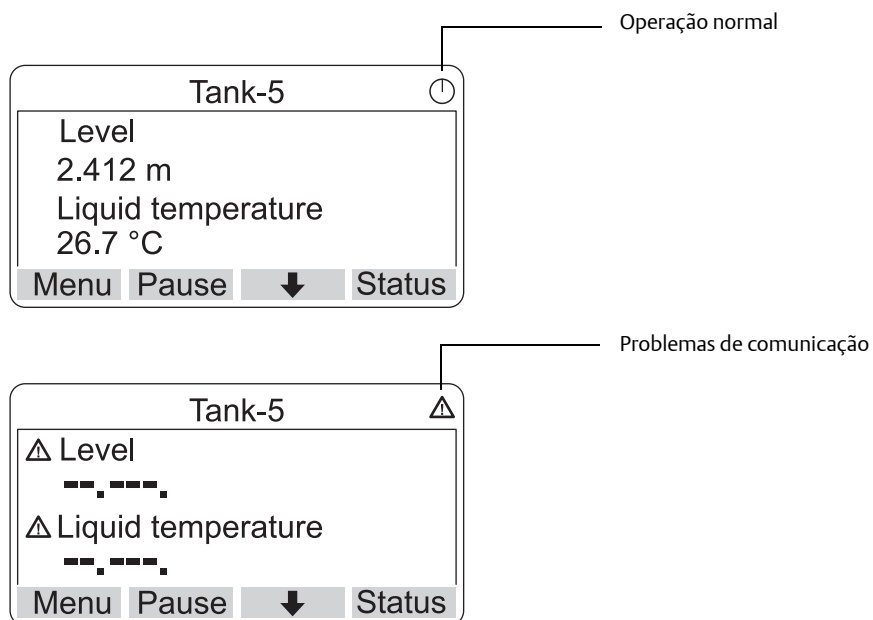 Operação normal
Tank-5
Level
2.412 m
Liquid temperature
26.7 °C
Menu Pause Status
Problemas de comunicação
Tank-5
Level
--.---.
Liquid temperature
--.---.
Menu Pause Status